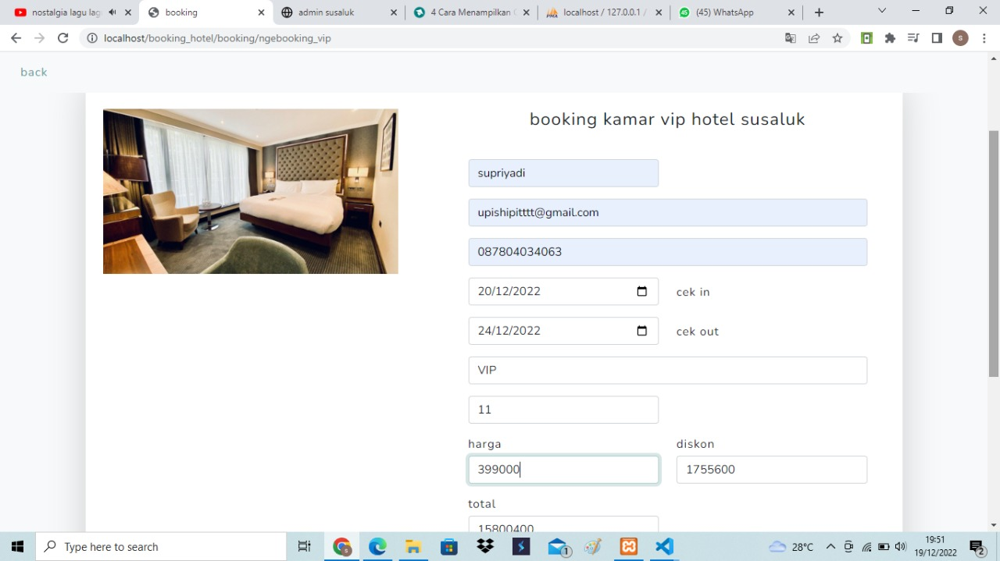 nostalgia lagu lag
booking
admin susaluk
4 Cara Menampilkan
localhost / 127.0.0.1 /
(45) WhatsApp
localhost/booking_hotel/booking/ngebooking_vip
S
back
booking kamar vip hotel susaluk
supriyadi
upishipitttt@gmail.com
087804034063
20/12/2022 cek in
24/12/2022 cek out
VIP
11
harga diskon
399000 1755600
total
15800400
Type here to search
1
28°C
19:51
19/12/2022
2